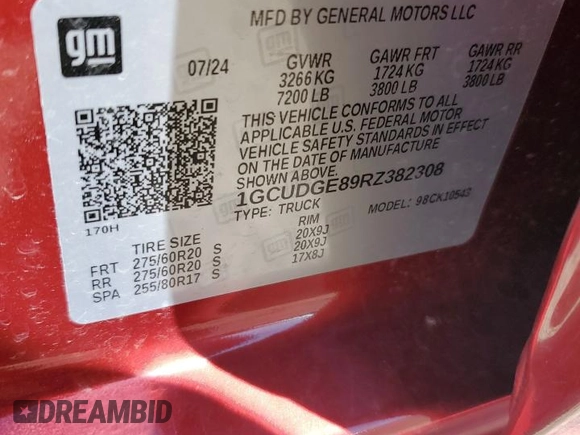 MFD BY GENERAL MOTORS LLC
gm
07/24
GVWR GAWR FRT GAWR RR
3266 KG 1724 KG 1724 KG
7200 LB 3800 LB 3800 LB
THIS VEHICLE CONFORMS TO ALL
APPLICABLE U.S. FEDERAL MOTOR
VEHICLE SAFETY STANDARDS IN EFFECT
ON THE DATE OF MANUFACTURE
1GCUDGE89RZ382308
TYPE: TRUCK MODEL: 98CK10543
170H
TIRE SIZE RIM
FRT 275/60R20 S 20X9J
RR 275/60R20 S 20X9J
SPA 255/80R17 S 17X8J
DREAMBID